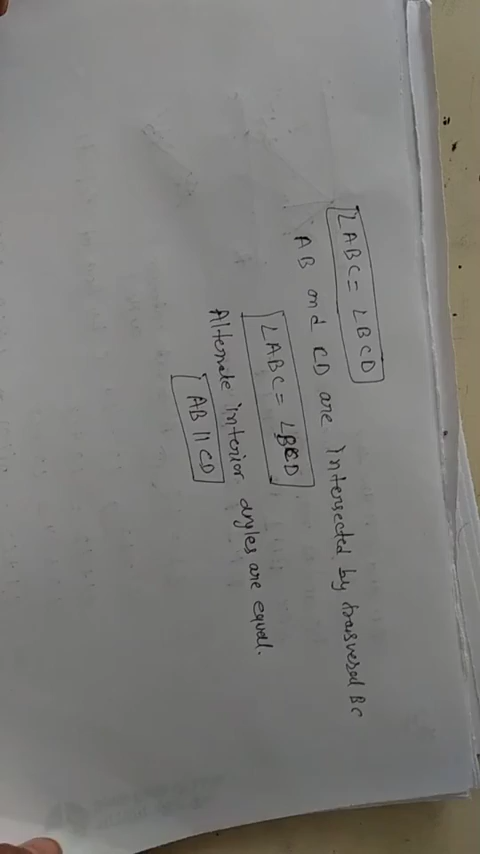 ∠ABC = ∠BCD
AB and CD are intersected by transversal BC
∠ABC = ∠BCD
Alternate interior angles are equal.
AB || CD